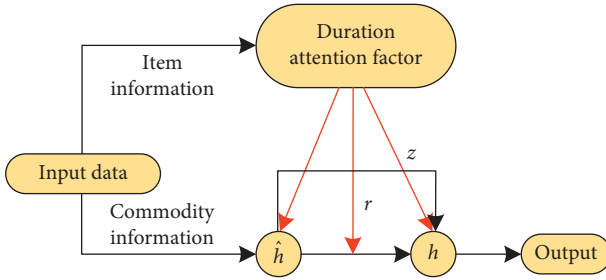 Duration
attention factor
Item
information
z
Input data
r
Commodity
information
ĥ
h
Output